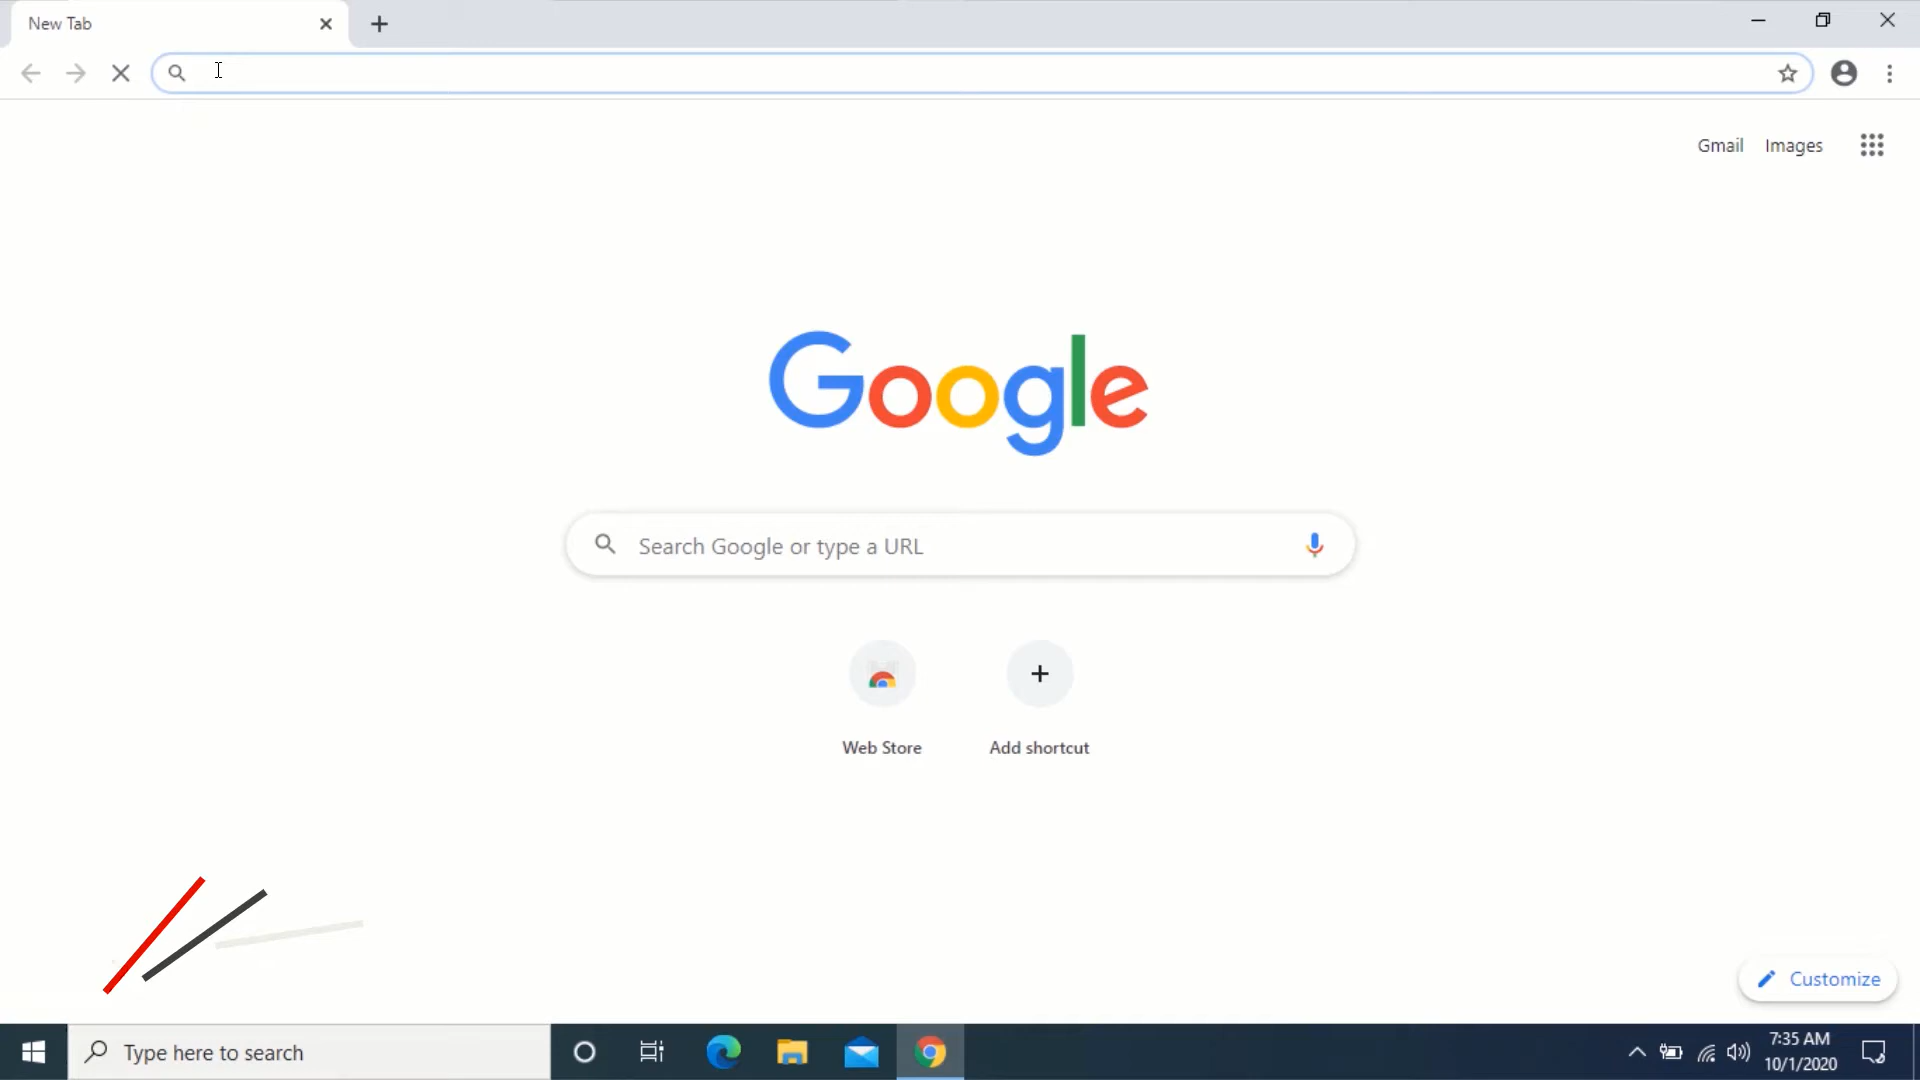 New Tab
Gmail Images
Google
Search Google or type a URL
Web Store
Add shortcut
Customize
Type here to search
7:35 AM
10/1/2020